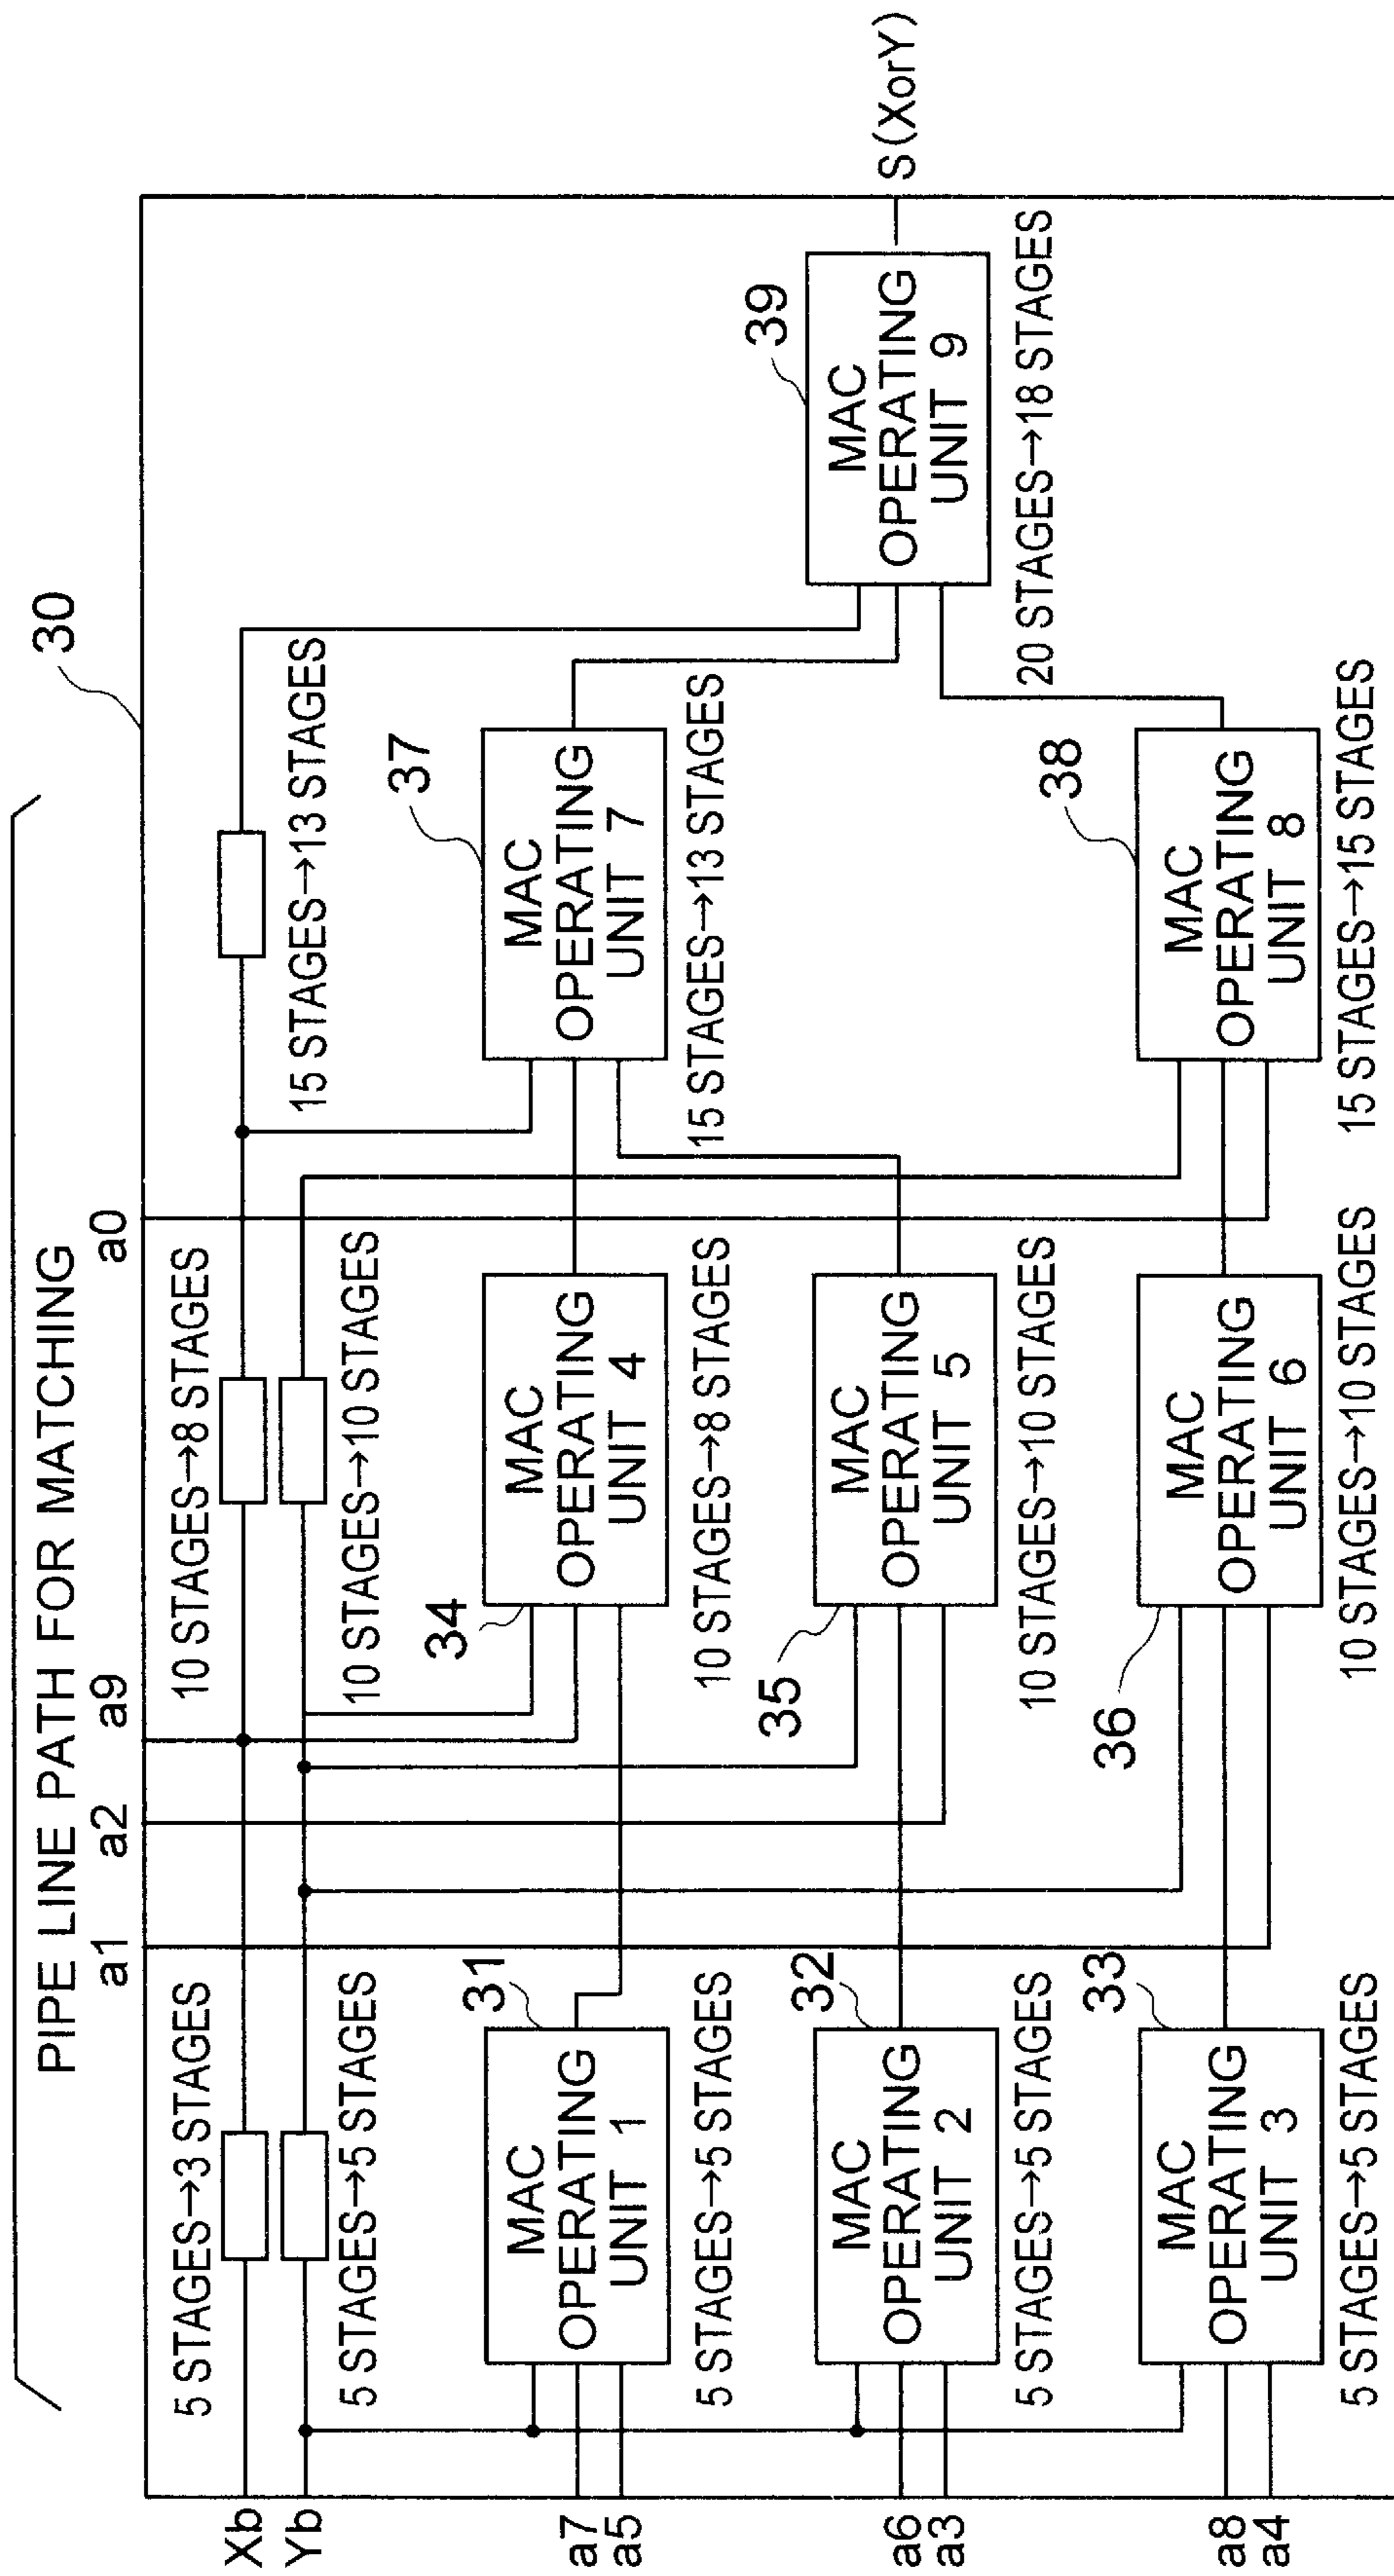 PIPE LINE PATH FOR MATCHING
30
a1
a2
a9
a0
Xb
Yb
5 STAGES→3 STAGES
10 STAGES→8 STAGES
15 STAGES→13 STAGES
5 STAGES→5 STAGES
10 STAGES→10 STAGES
a7
a5
31
MAC
OPERATING
UNIT 1
5 STAGES→5 STAGES
34
MAC
OPERATING
UNIT 4
10 STAGES→8 STAGES
37
MAC
OPERATING
UNIT 7
15 STAGES→13 STAGES
a6
a3
32
MAC
OPERATING
UNIT 2
5 STAGES→5 STAGES
35
MAC
OPERATING
UNIT 5
10 STAGES→10 STAGES
39
MAC
OPERATING
UNIT 9
20 STAGES→18 STAGES
S(XorY)
a8
a4
33
MAC
OPERATING
UNIT 3
5 STAGES→5 STAGES
36
MAC
OPERATING
UNIT 6
10 STAGES→10 STAGES
38
MAC
OPERATING
UNIT 8
15 STAGES→15 STAGES